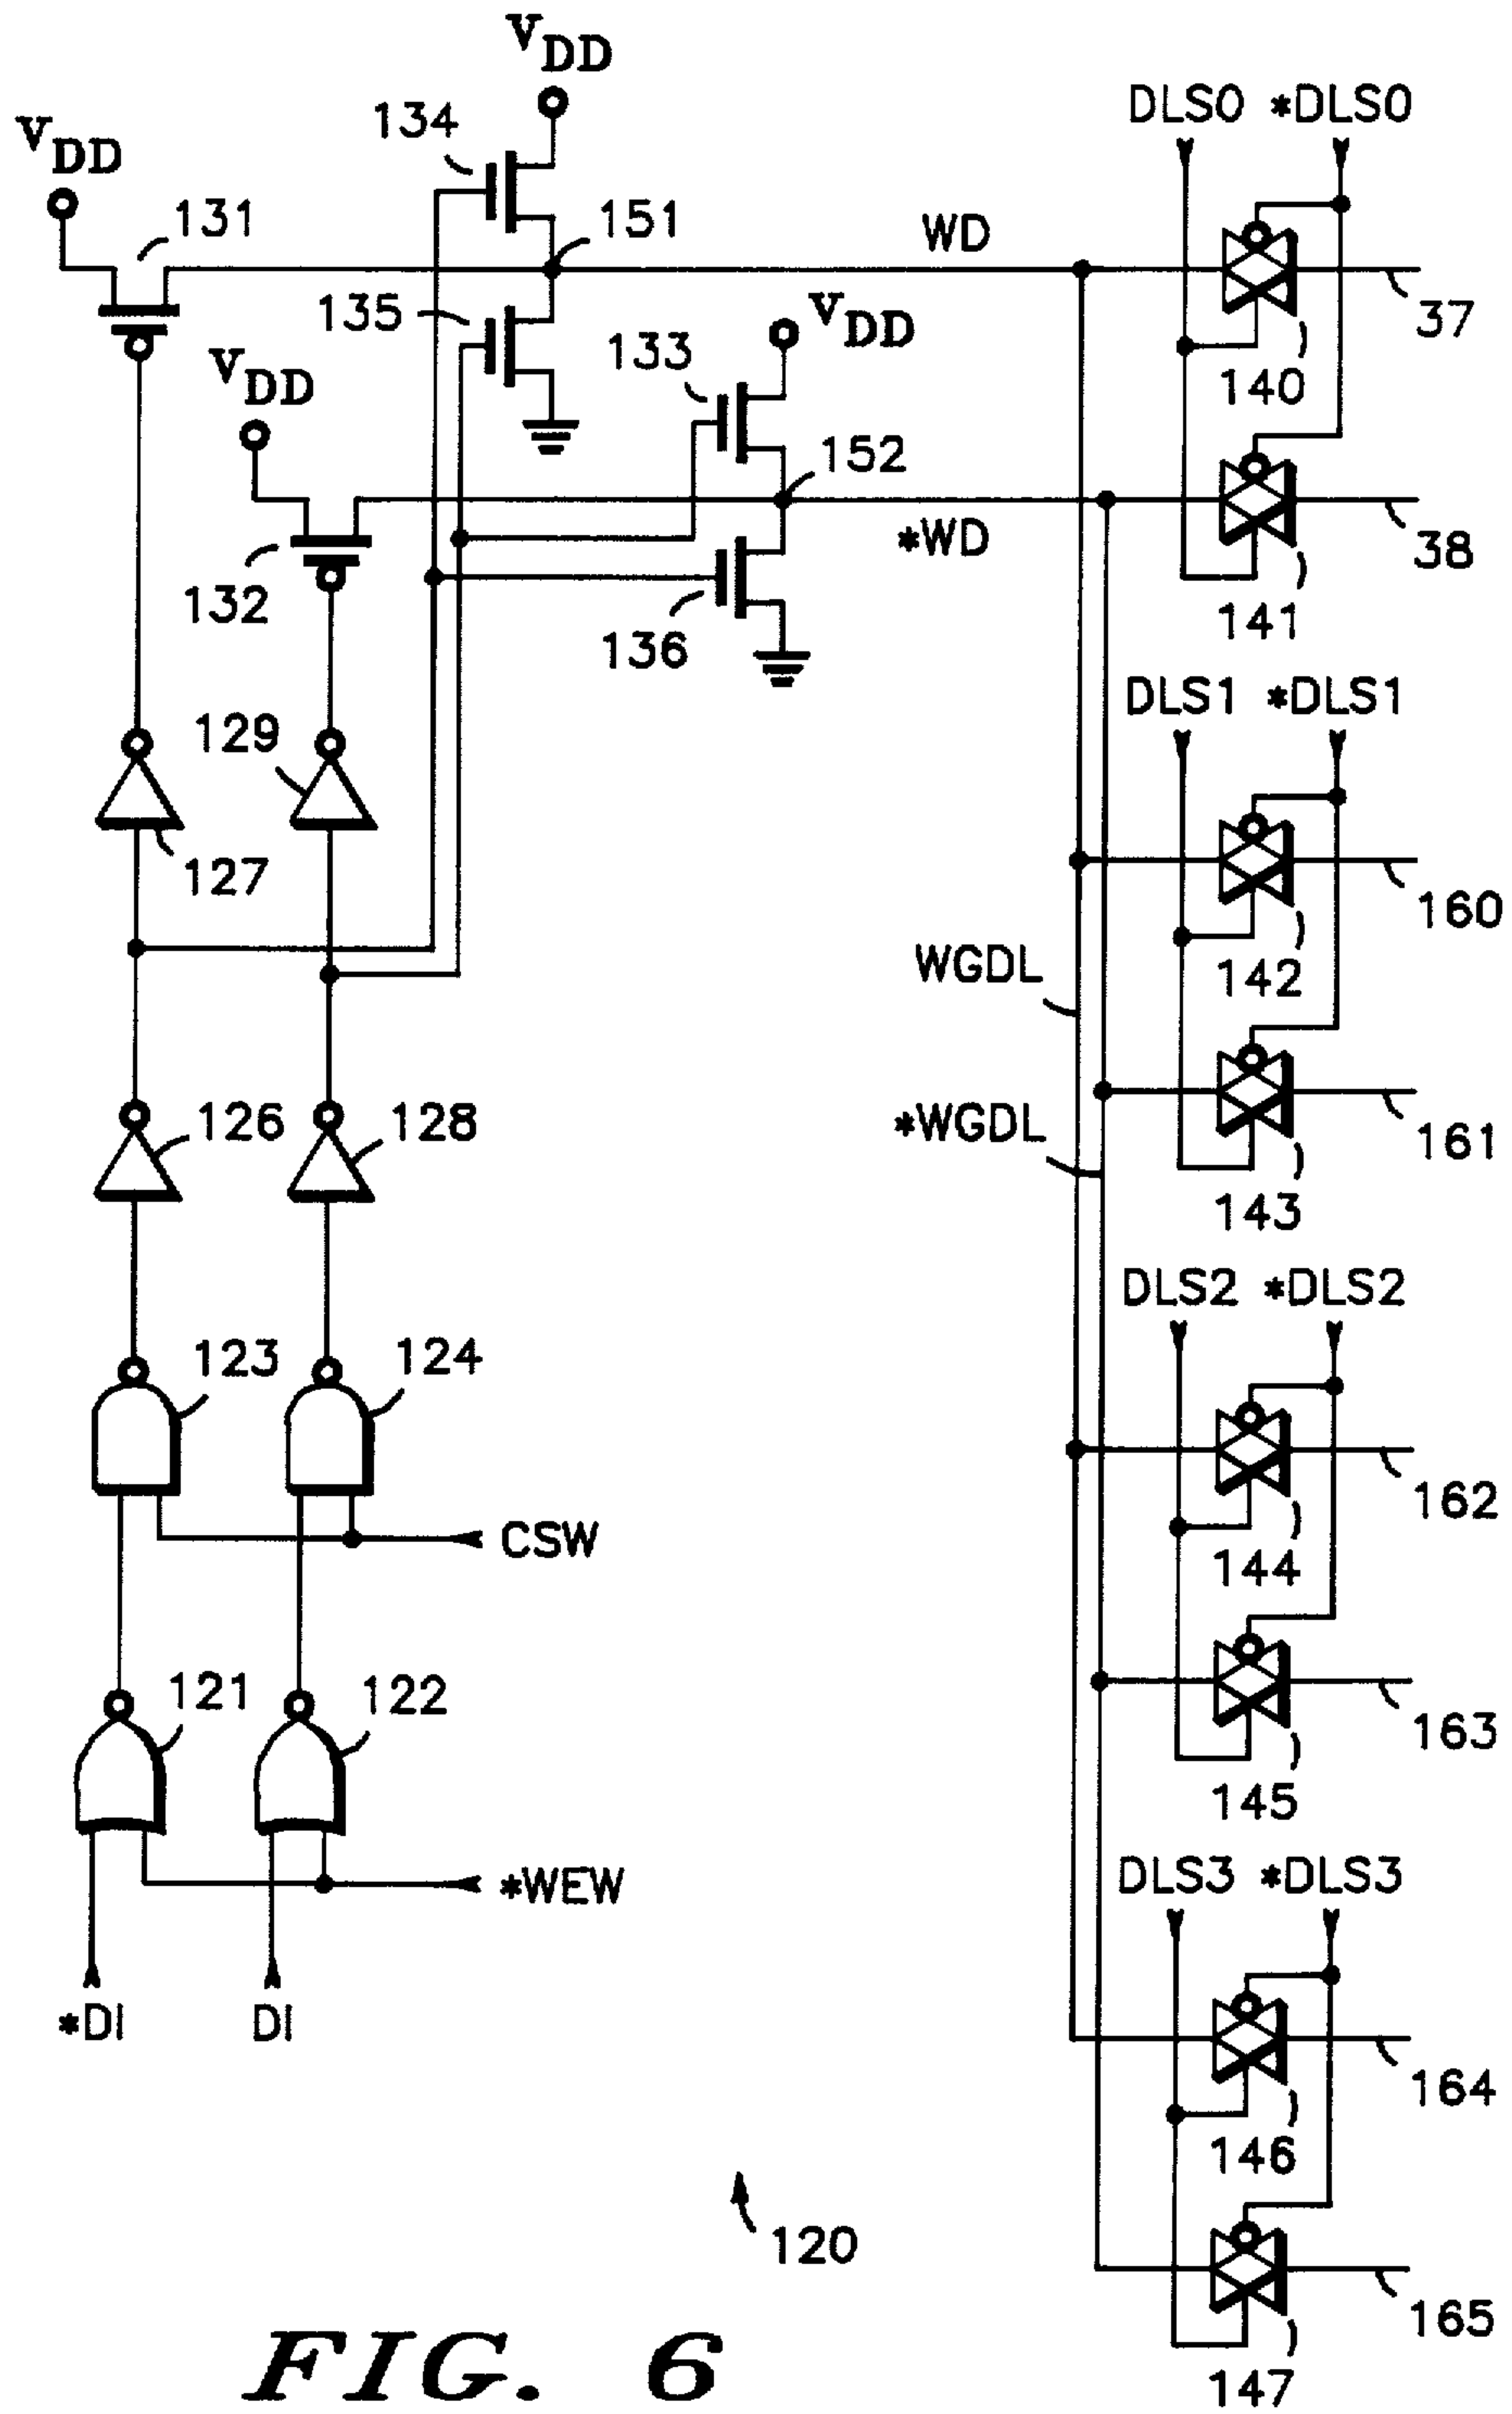 VDD
134
DLS0 *DLS0
VDD
131
151
WD
135
37
VDD
133
VDD
140
152
*WD
38
132
136
141
DLS1 *DLS1
129
127
160
WGDL
142
126
128
*WGDL
161
143
DLS2 *DLS2
123
124
162
CSW
144
121
122
163
145
*WEW
DLS3 *DLS3
*DI
DI
164
146
120
165
147
FIG. 6